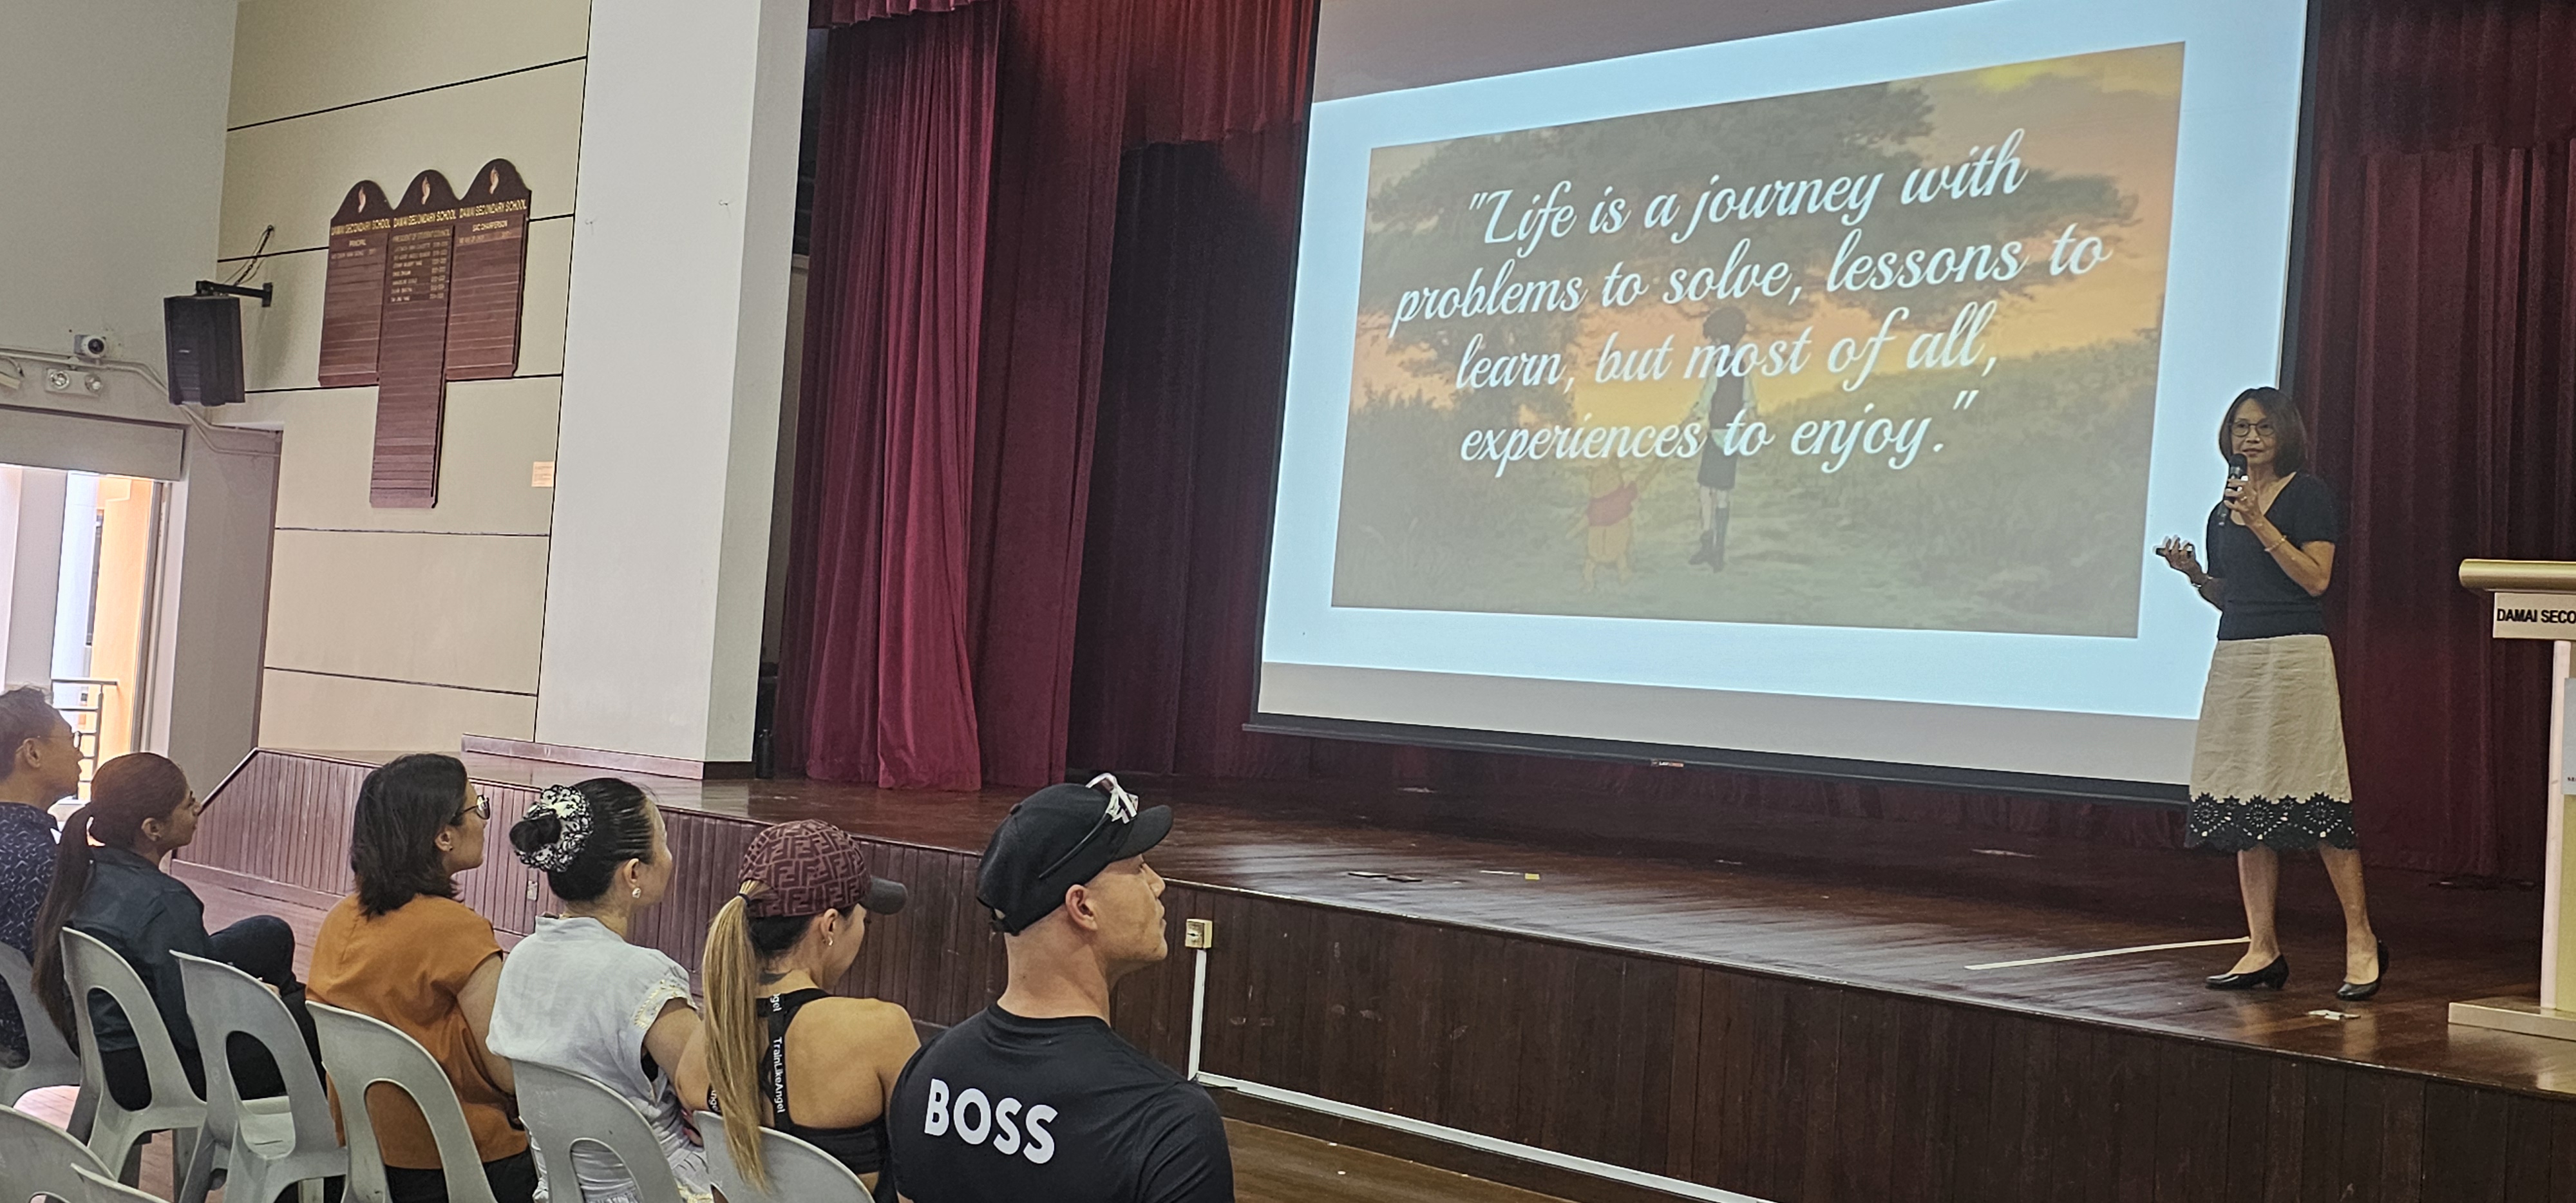 DAMAI SECONDARY SCHOOL
DAMAI SECONDARY SCHOOL
DAMAI SECONDARY SCHOOL
PRINCIPAL
PRESIDENT OF STUDENT COUNCIL
SAC CHAIRPERSON
"Life is a journey with
problems to solve, lessons to
learn, but most of all,
experiences to enjoy."
DAMAI SECO
TrainLikeAngel
BOSS